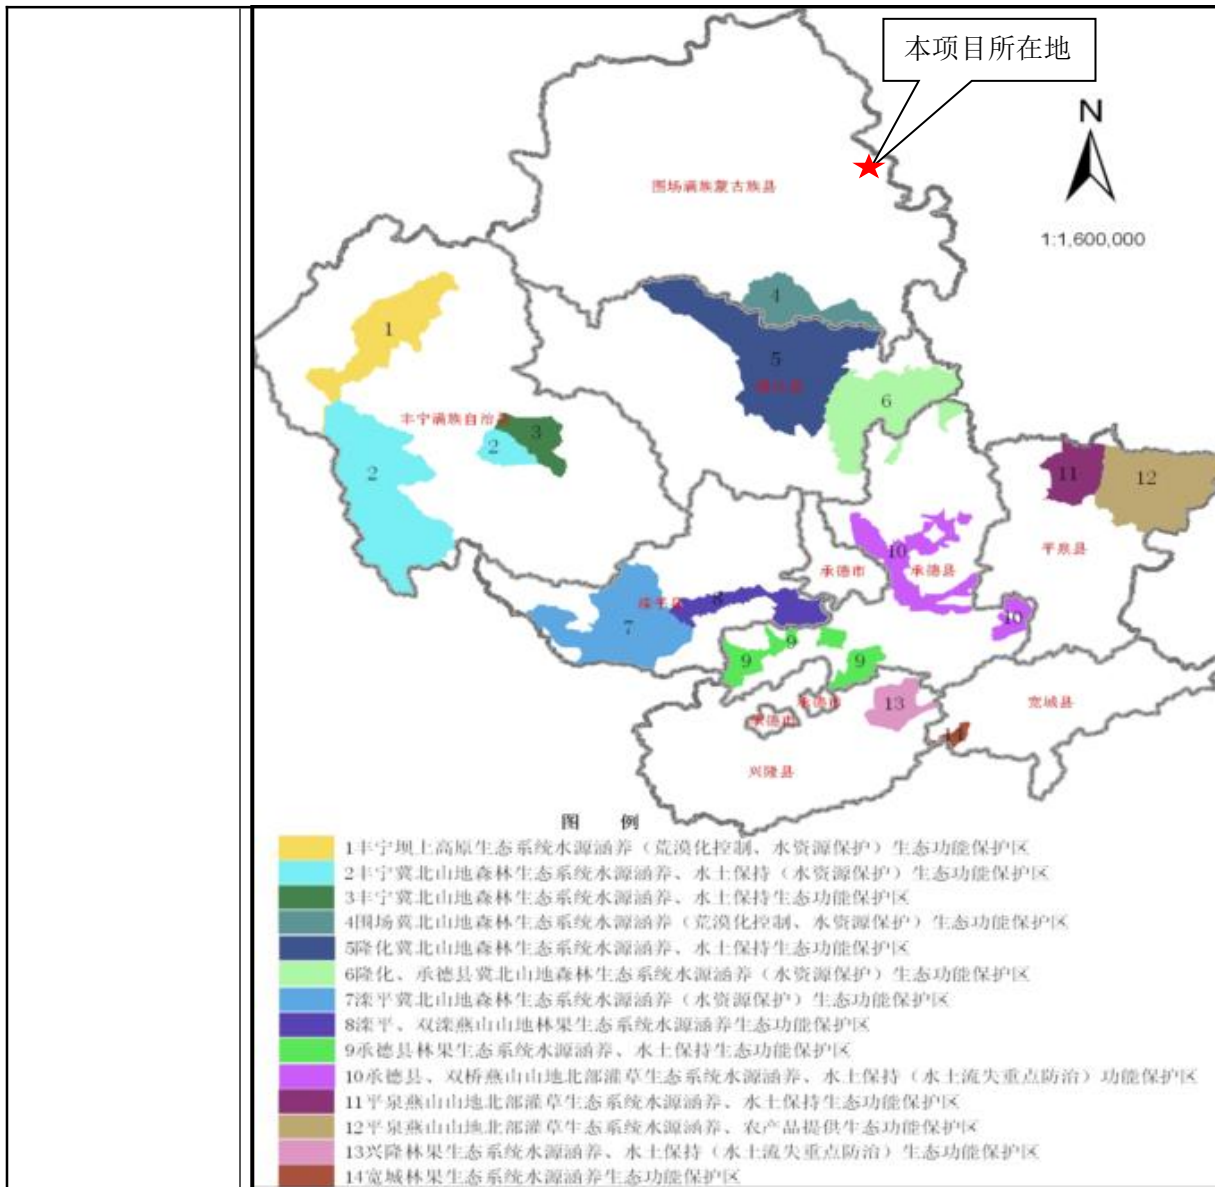 本项目所在地
N
1:1,600,000
围场满族蒙古族县
4
1
5
隆化县
6
丰宁满族自治县
3
2
2
11
12
10
平泉县
承德市
承德县
8
滦平县
10
7
9
9
9
承德市
13
宽城县
承德市
14
兴隆县
图 例
1丰宁坝上高原生态系统水源涵养（荒漠化控制、水资源保护）生态功能保护区
2丰宁冀北山地森林生态系统水源涵养、水土保持（水资源保护）生态功能保护区
3丰宁冀北山地森林生态系统水源涵养、水土保持生态功能保护区
4围场冀北山地森林生态系统水源涵养（荒漠化控制、水资源保护）生态功能保护区
5隆化冀北山地森林生态系统水源涵养、水土保持生态功能保护区
6隆化、承德县冀北山地森林生态系统水源涵养（水资源保护）生态功能保护区
7滦平冀北山地森林生态系统水源涵养（水资源保护）生态功能保护区
8滦平、双滦燕山山地林果生态系统水源涵养生态功能保护区
9承德县林果生态系统水源涵养、水土保持生态功能保护区
10承德县、双桥燕山山地北部灌草生态系统水源涵养、水土保持（水土流失重点防治）功能保护区
11平泉燕山山地北部灌草生态系统水源涵养、水土保持生态功能保护区
12平泉燕山山地北部灌草生态系统水源涵养、农产品提供生态功能保护区
13兴隆林果生态系统水源涵养、水土保持（水土流失重点防治）生态功能保护区
14宽城林果生态系统水源涵养生态功能保护区